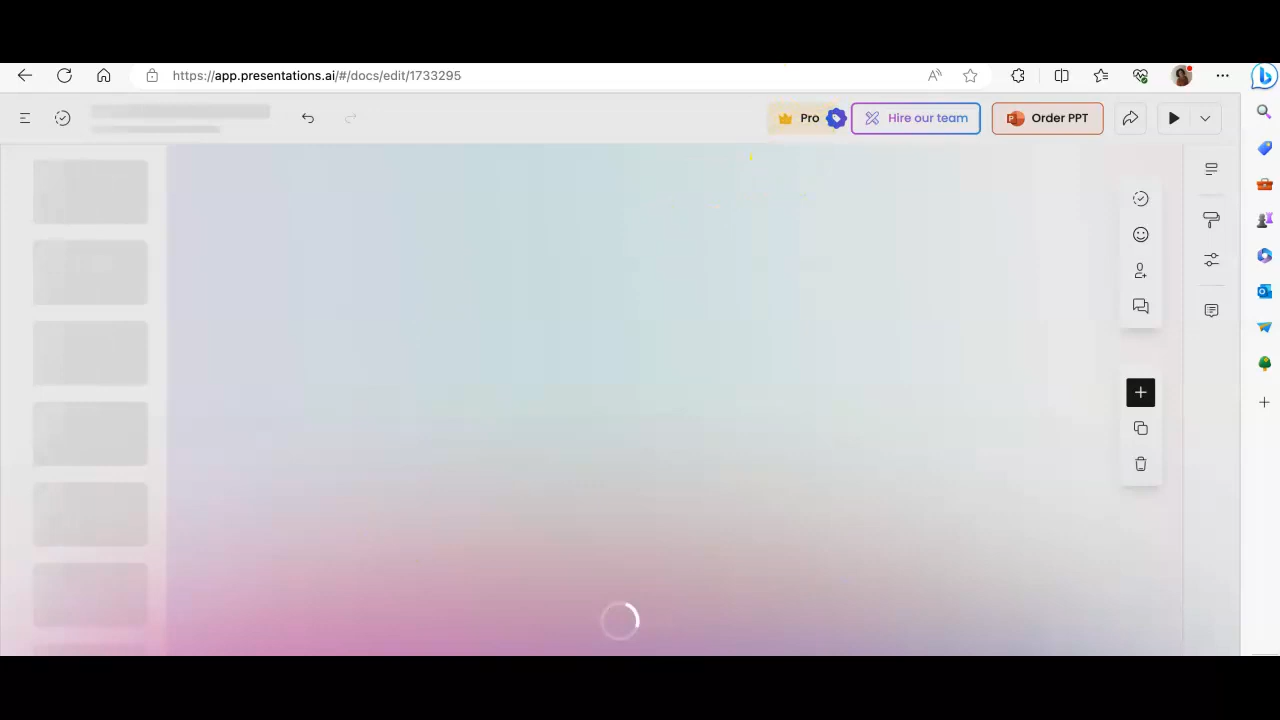 https://app.presentations.ai/#/docs/edit/1733295
Pro
Hire our team
Order PPT